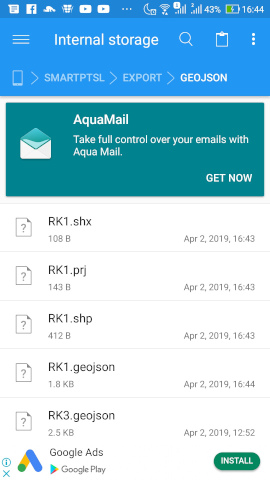 43% 16:44
Internal storage
SMARTPTSL EXPORT GEOJSON
AquaMail
Take full control over your emails with
Aqua Mail.
GET NOW
RK1.shx
108 B Apr 2, 2019, 16:43
RK1.prj
143 B Apr 2, 2019, 16:43
RK1.shp
412 B Apr 2, 2019, 16:43
RK1.geojson
1.8 KB Apr 2, 2019, 16:44
RK3.geojson
2.5 KB Apr 2, 2019, 12:52
Google Ads
Google Play
INSTALL